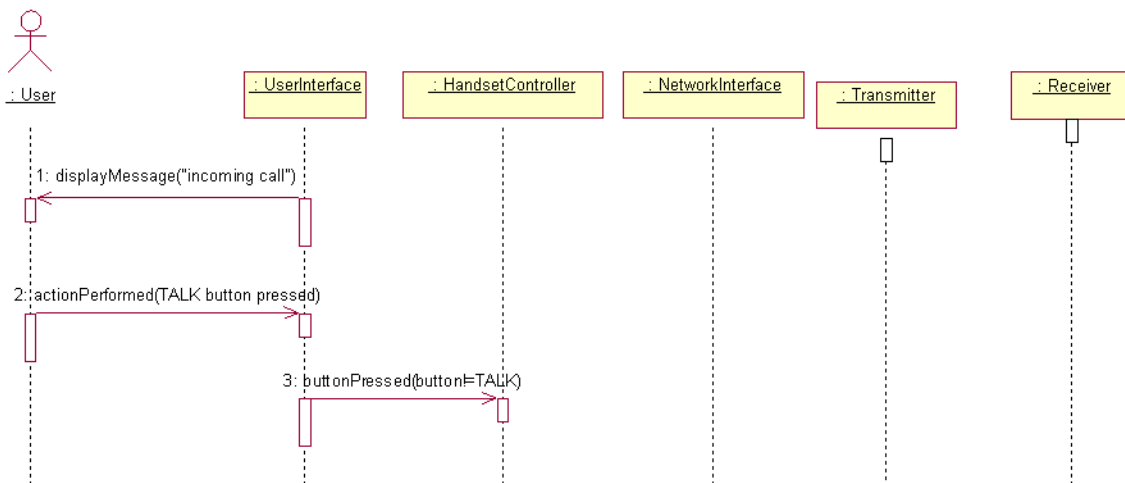 : User
: UserInterface
: HandsetController
: NetworkInterface
: Transmitter
: Receiver
1: displayMessage("incoming call")
2: actionPerformed(TALK button pressed)
3: buttonPressed(button!=TALK)